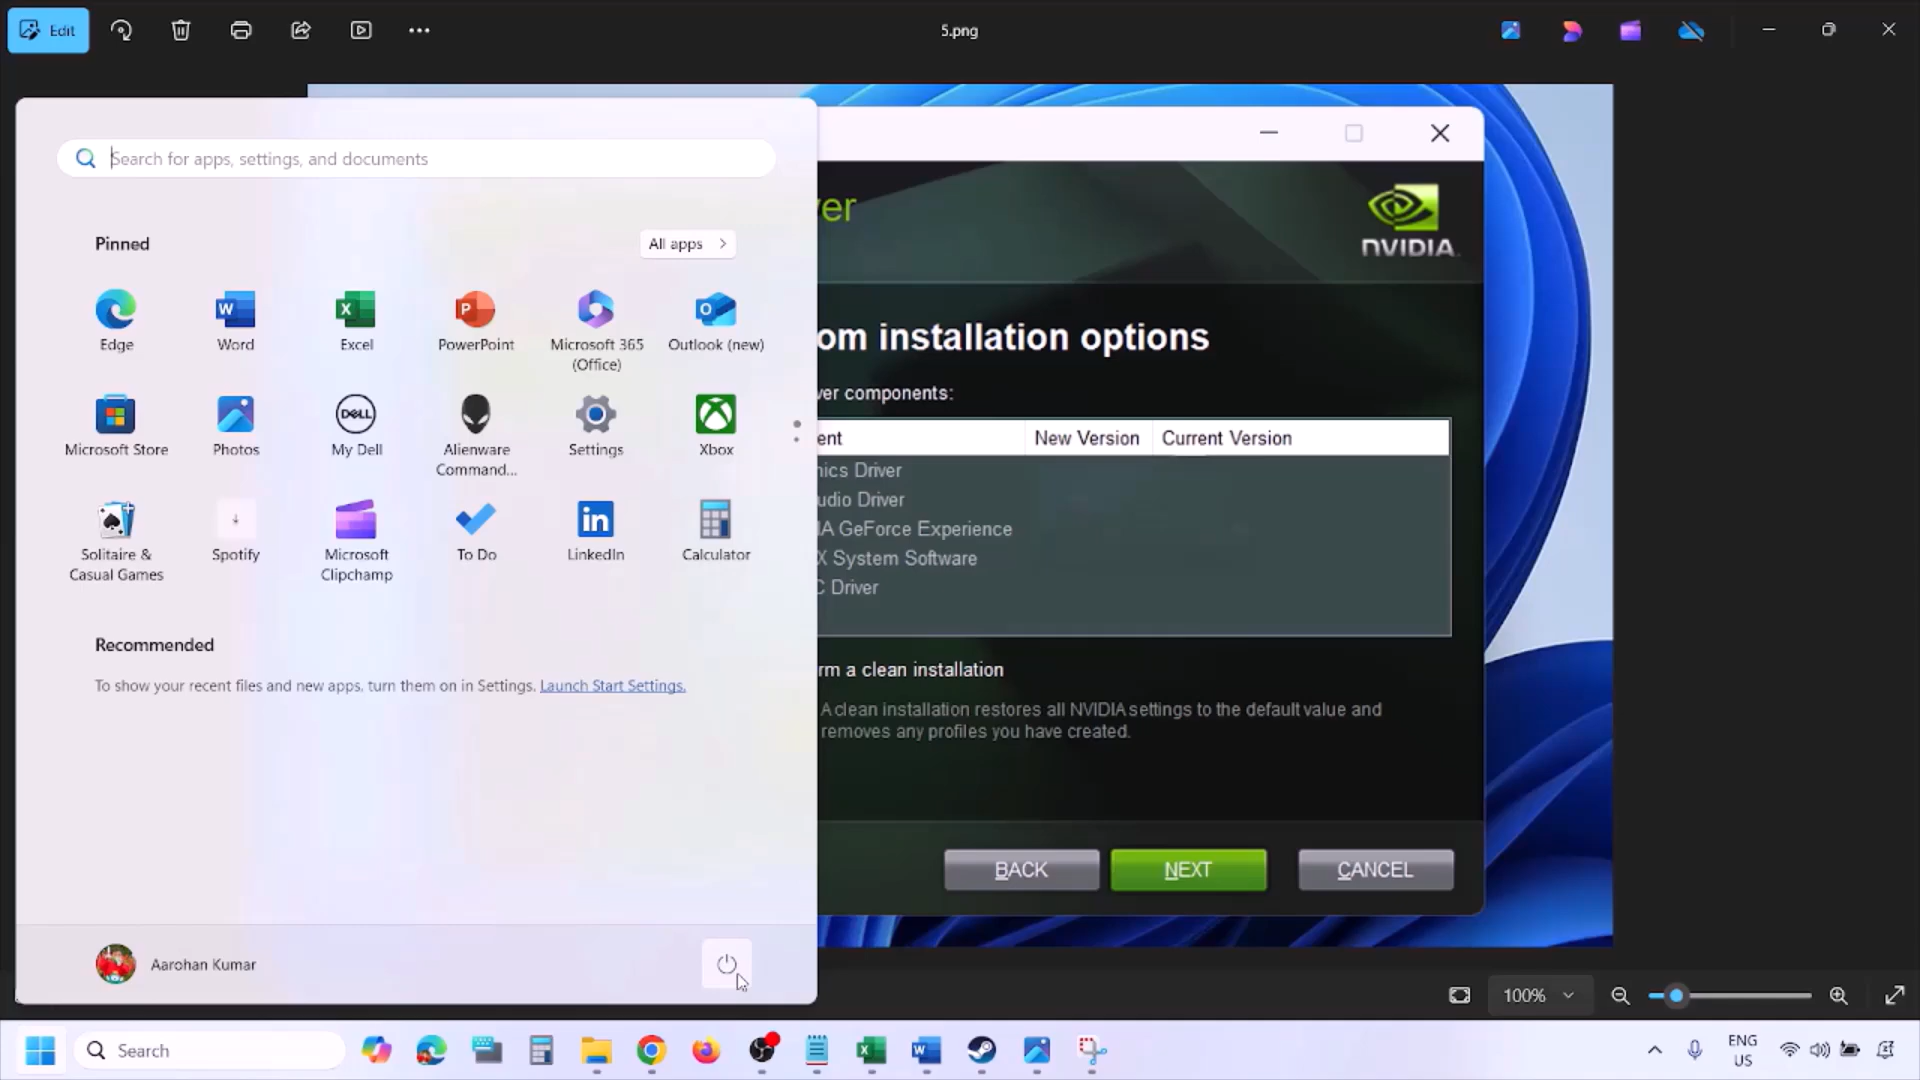 Edit
5.png
Search for apps, settings, and documents
Pinned
All apps
Edge
Word
Excel
PowerPoint
Microsoft 365
(Office)
Outlook (new)
Microsoft Store
Photos
DELL
My Dell
Alienware
Command...
Settings
Xbox
Solitaire &
Casual Games
Spotify
Microsoft
Clipchamp
To Do
LinkedIn
Calculator
Recommended
To show your recent files and new apps, turn them on in Settings. Launch Start Settings.
Aarohan Kumar
ver
NVIDIA.
om installation options
ver components:
ent
New Version
Current Version
nics Driver
udio Driver
IA GeForce Experience
X System Software
C Driver
rm a clean installation
A clean installation restores all NVIDIA settings to the default value and
removes any profiles you have created.
BACK
NEXT
CANCEL
100%
Search
ENG
US